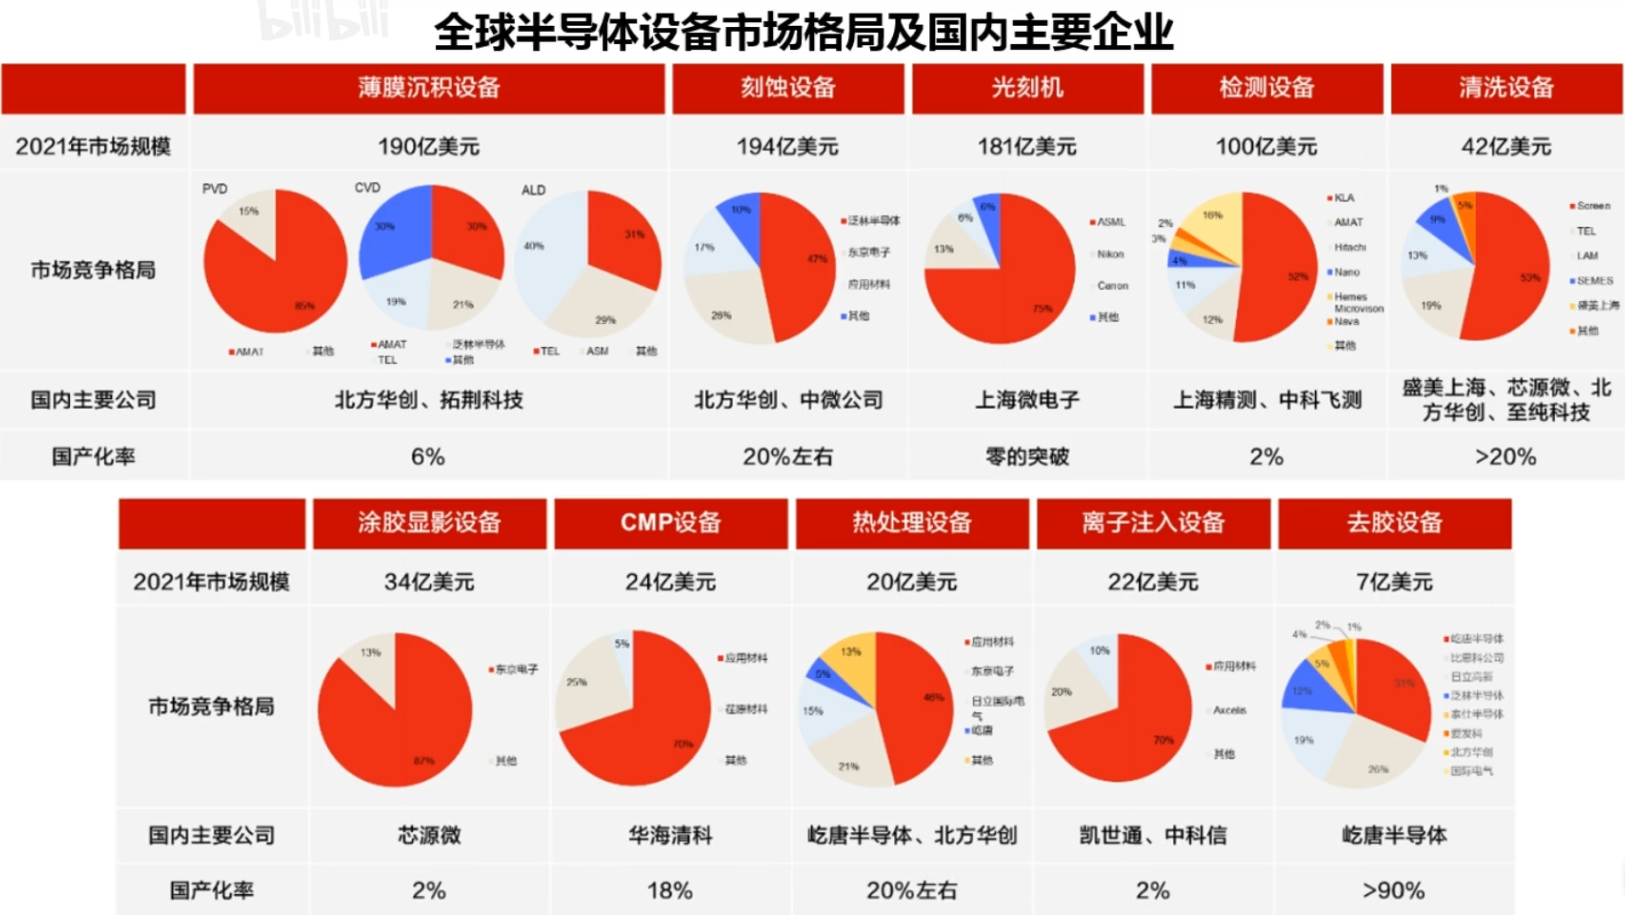 bilibili
全球半导体设备市场格局及国内主要企业
薄膜沉积设备 刻蚀设备 光刻机 检测设备 清洗设备
2021年市场规模 190亿美元 194亿美元 181亿美元 100亿美元 42亿美元
市场竞争格局
PVD
15%
85%
AMAT 其他
CVD
30% 30%
19% 21%
AMAT 泛林半导体
TEL 其他
ALD
40% 31%
29%
TEL ASM 其他
10%
17% 47%
26%
泛林半导体
东京电子
应用材料
其他
6%
6%
13%
75%
ASML
Nikon
Canon
其他
16%
2%
3%
4% 52%
11%
12%
KLA
AMAT
Hitachi
Nano
Hemes
Microvison
Nava
其他
1%
5%
9%
13% 53%
19%
Screen
TEL
LAM
SEMES
盛美上海
其他
国内主要公司 北方华创、拓荆科技 北方华创、中微公司 上海微电子 上海精测、中科飞测 盛美上海、芯源微、北
方华创、至纯科技
国产化率 6% 20%左右 零的突破 2% >20%
涂胶显影设备 CMP设备 热处理设备 离子注入设备 去胶设备
2021年市场规模 34亿美元 24亿美元 20亿美元 22亿美元 7亿美元
市场竞争格局
13%
87%
东京电子
其他
5%
25%
70%
应用材料
荏原材料
其他
13%
5% 46%
15%
21%
应用材料
东京电子
日立国际电
气
屹唐
其他
10%
20%
70%
应用材料
Axcelis
其他
2% 1%
4%
5%
12% 31%
19%
26%
屹唐半导体
比思科公司
日立高新
泛林半导体
泰仕半导体
爱发科
北方华创
国际电气
国内主要公司 芯源微 华海清科 屹唐半导体、北方华创 凯世通、中科信 屹唐半导体
国产化率 2% 18% 20%左右 2% >90%